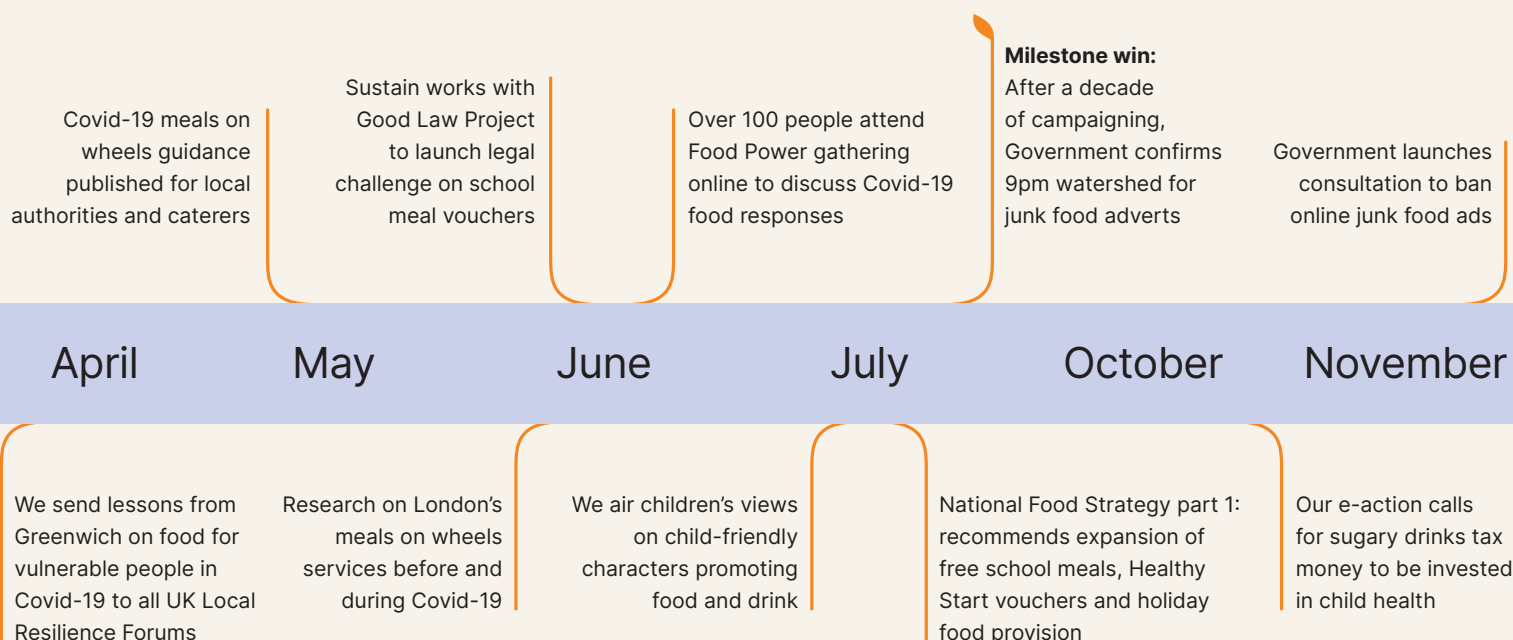 Covid-19 meals on
wheels guidance
published for local
authorities and caterers
Sustain works with
Good Law Project
to launch legal
challenge on school
meal vouchers
Over 100 people attend
Food Power gathering
online to discuss Covid-19
food responses
Milestone win:
After a decade
of campaigning,
Government confirms
9pm watershed for
junk food adverts
Government launches
consultation to ban
online junk food ads
April
May
June
July
October
November
We send lessons from
Greenwich on food for
vulnerable people in
Covid-19 to all UK Local
Resilience Forums
Research on London’s
meals on wheels
services before and
during Covid-19
We air children’s views
on child-friendly
characters promoting
food and drink
National Food Strategy part 1:
recommends expansion of
free school meals, Healthy
Start vouchers and holiday
food provision
Our e-action calls
for sugary drinks tax
money to be invested
in child health